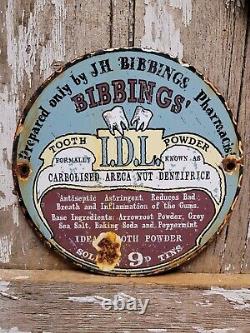 Prepared only by J.H. BIBBINGS Pharmacist
BIBBINGS'
TOOTH I.D.L. POWDER
FORMALLY KNOWN AS
CARBOLISED ARECA NUT DENTIFRICE
Antiseptic Astringent. Reduces Bad
Breath and Inflammation of the Gums.
Base Ingredients: Arrowroot Powder, Grey
Sea Salt, Baking Soda and Peppermint.
IDEAL TOOTH POWDER
SOLD 9D TINS